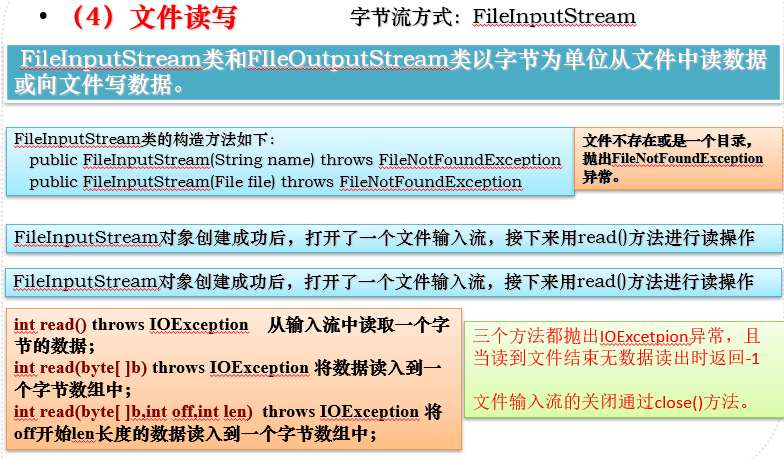 • （4）文件读写
字节流方式：FileInputStream
FileInputStream类和FIleOutputStream类以字节为单位从文件中读数据
或向文件写数据。
FileInputStream类的构造方法如下：
public FileInputStream(String name) throws FileNotFoundException
public FileInputStream(File file) throws FileNotFoundException
文件不存在或是一个目录，
抛出FileNotFoundException
异常。
FileInputStream对象创建成功后，打开了一个文件输入流，接下来用read()方法进行读操作
FileInputStream对象创建成功后，打开了一个文件输入流，接下来用read()方法进行读操作
int read() throws IOException 从输入流中读取一个字
节的数据；
int read(byte[ ]b) throws IOException 将数据读入到一
个字节数组中；
int read(byte[ ]b,int off,int len) throws IOException 将
off开始len长度的数据读入到一个字节数组中；
三个方法都抛出IOExcetpion异常，且
当读到文件结束无数据读出时返回-1
文件输入流的关闭通过close()方法。